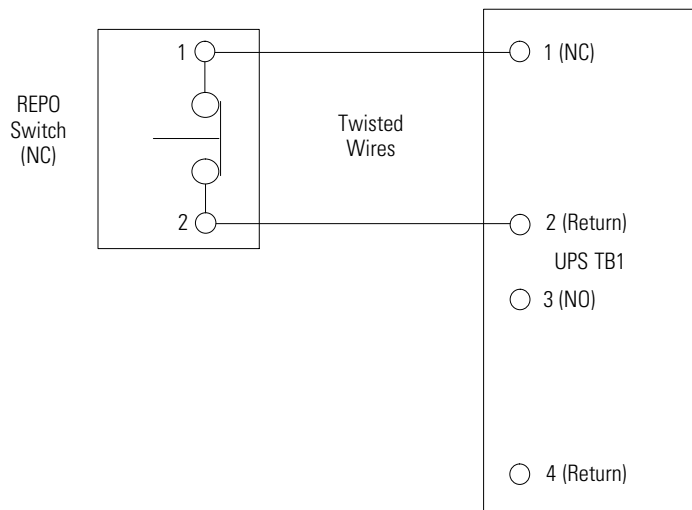 REPO
Switch
(NC)
1
2
Twisted
Wires
1 (NC)
2 (Return)
UPS TB1
3 (NO)
4 (Return)